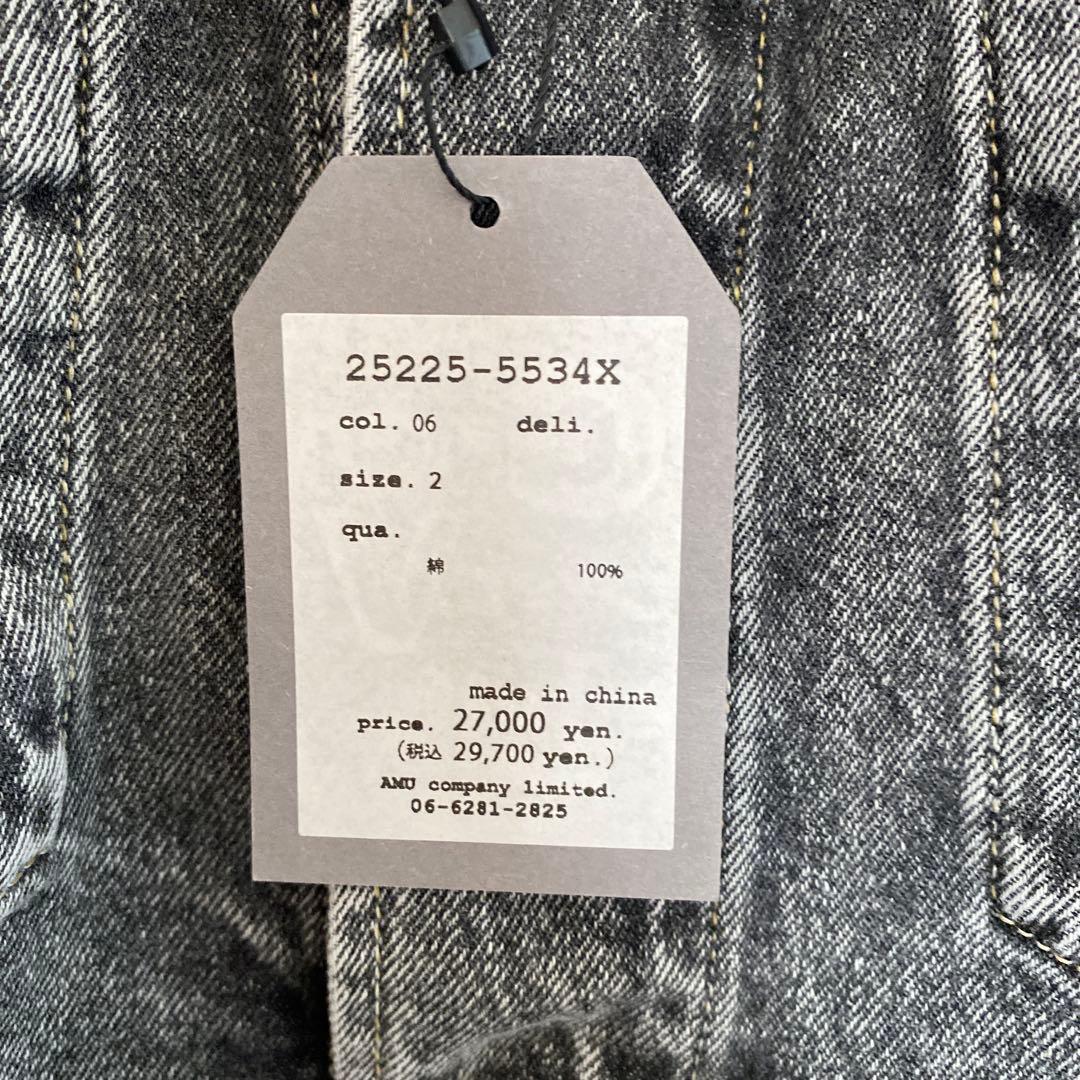 25225-5534X
col. 06 deli.
size. 2
qua.
綿 100%
made in china
price. 27,000 yen.
(税込 29,700 yen.)
AMU company limited.
06-6281-2825